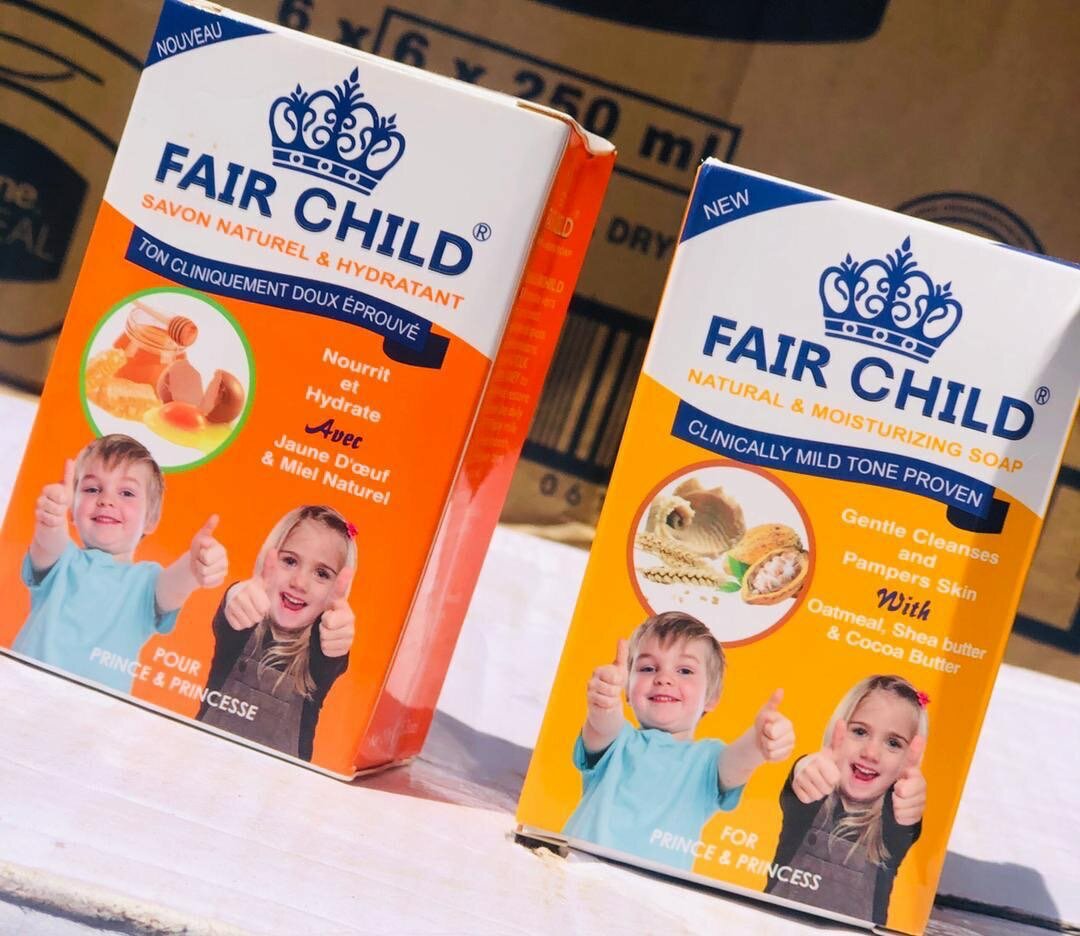 6 x 6 x 250 ml
DRY
NOUVEAU
FAIR CHILD®
SAVON NATUREL & HYDRATANT
TON CLINIQUEMENT DOUX ÉPROUVÉ
Nourrit
et
Hydrate
Avec
Jaune D'œuf
& Miel Naturel
POUR
PRINCE & PRINCESSE
NEW
FAIR CHILD®
NATURAL & MOISTURIZING SOAP
CLINICALLY MILD TONE PROVEN
Gentle Cleanses
and
Pampers Skin
With
Oatmeal, Shea butter
& Cocoa Butter
FOR
PRINCE & PRINCESS